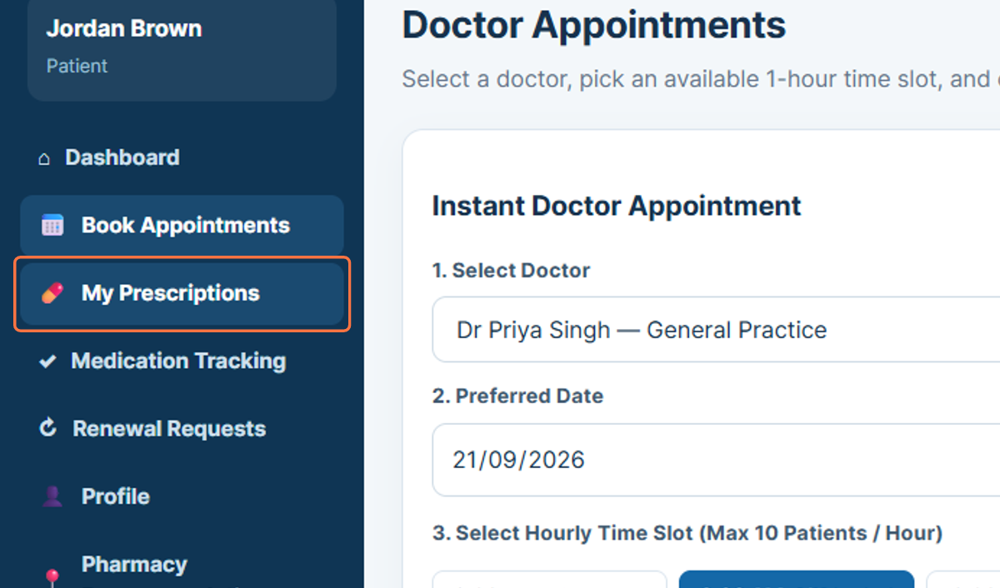 Jordan Brown
Patient
Dashboard
Book Appointments
My Prescriptions
Medication Tracking
Renewal Requests
Profile
Pharmacy
Doctor Appointments
Select a doctor, pick an available 1-hour time slot, and
Instant Doctor Appointment
1. Select Doctor
Dr Priya Singh — General Practice
2. Preferred Date
21/09/2026
3. Select Hourly Time Slot (Max 10 Patients / Hour)